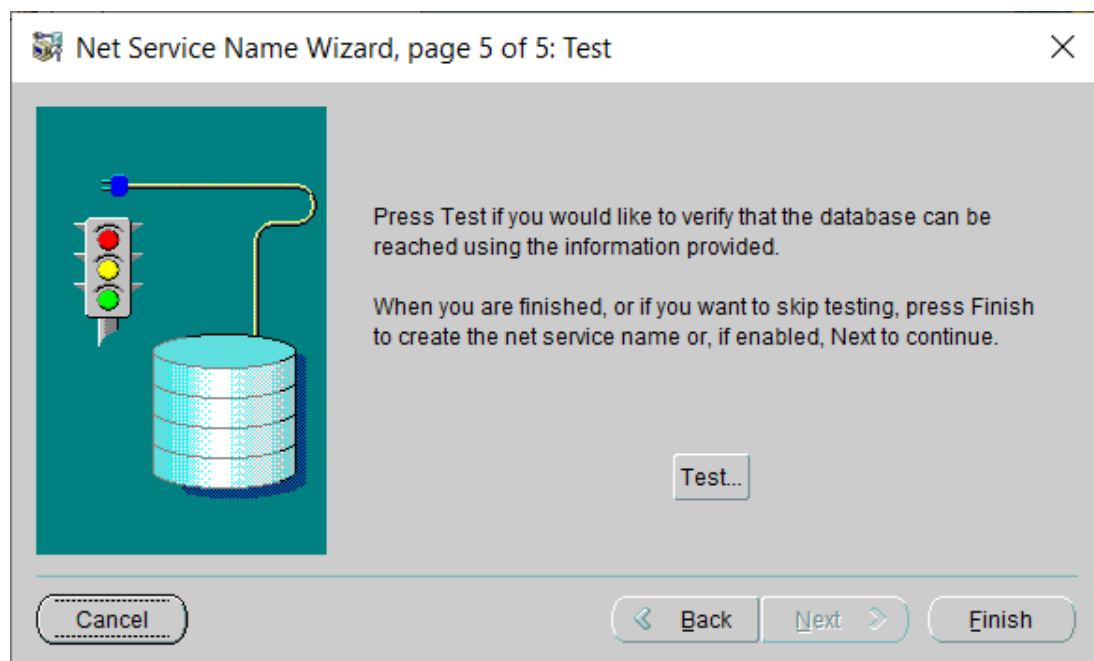 Net Service Name Wizard, page 5 of 5: Test
Press Test if you would like to verify that the database can be
reached using the information provided.
When you are finished, or if you want to skip testing, press Finish
to create the net service name or, if enabled, Next to continue.
Test...
Cancel
Back
Next
Finish